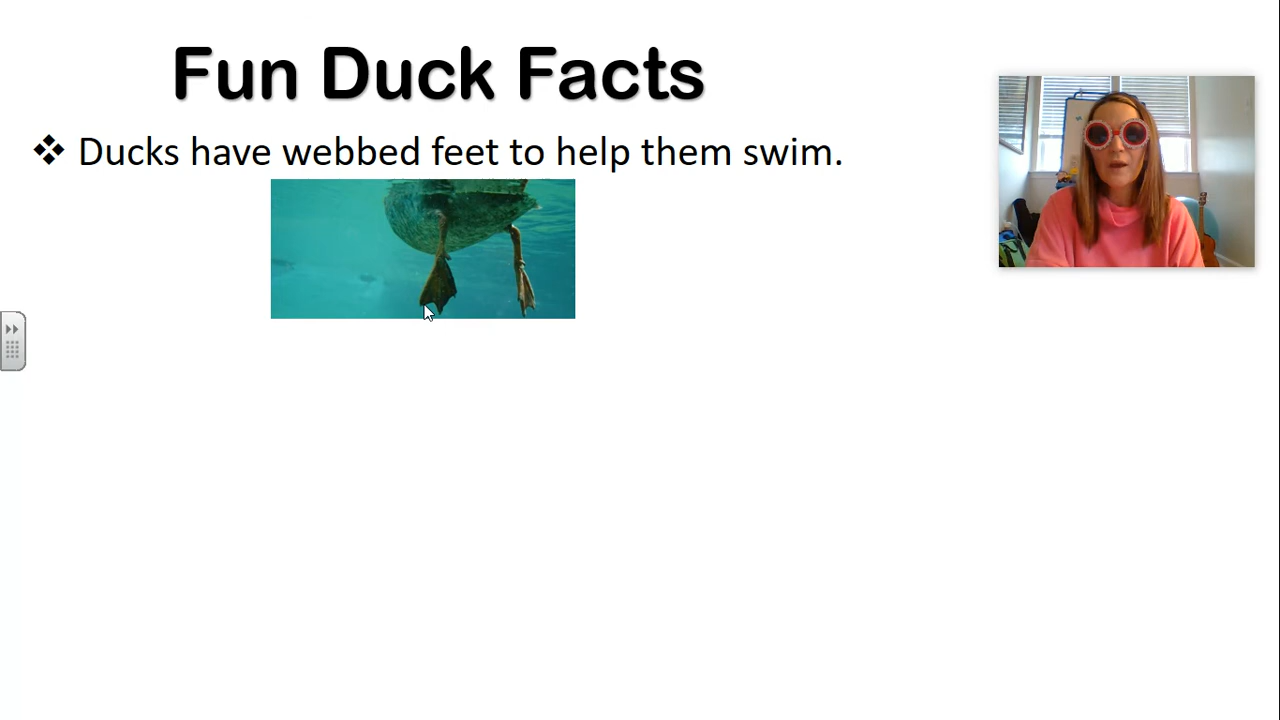 Fun Duck Facts
❖ Ducks have webbed feet to help them swim.